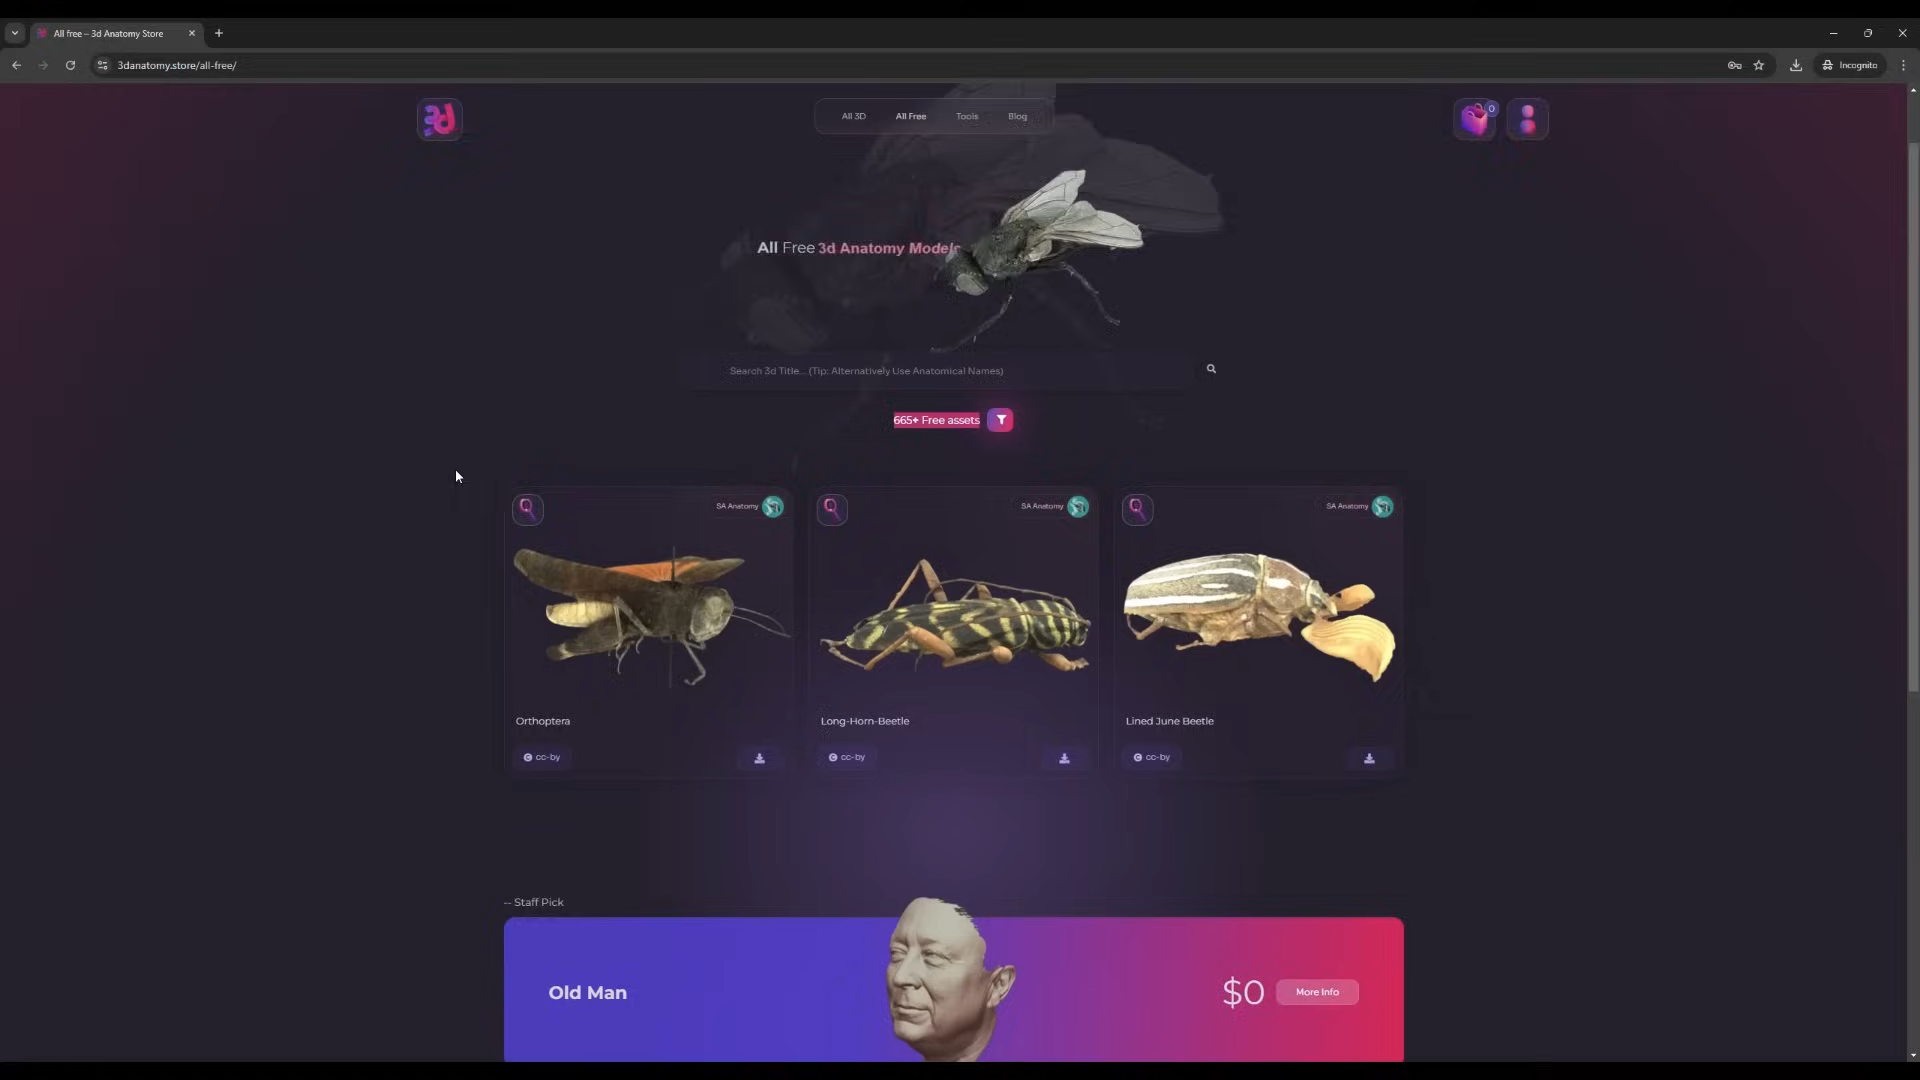 All free – 3d Anatomy Store
3danatomy.store/all-free/
Incognito
All 3D
All Free
Tools
Blog
0
All Free 3d Anatomy Models
Search 3d Title... (Tip: Alternatively Use Anatomical Names)
665+ Free assets
SA Anatomy
SA Anatomy
SA Anatomy
Orthoptera
Long-Horn-Beetle
Lined June Beetle
cc-by
cc-by
cc-by
-- Staff Pick
Old Man
$0
More Info